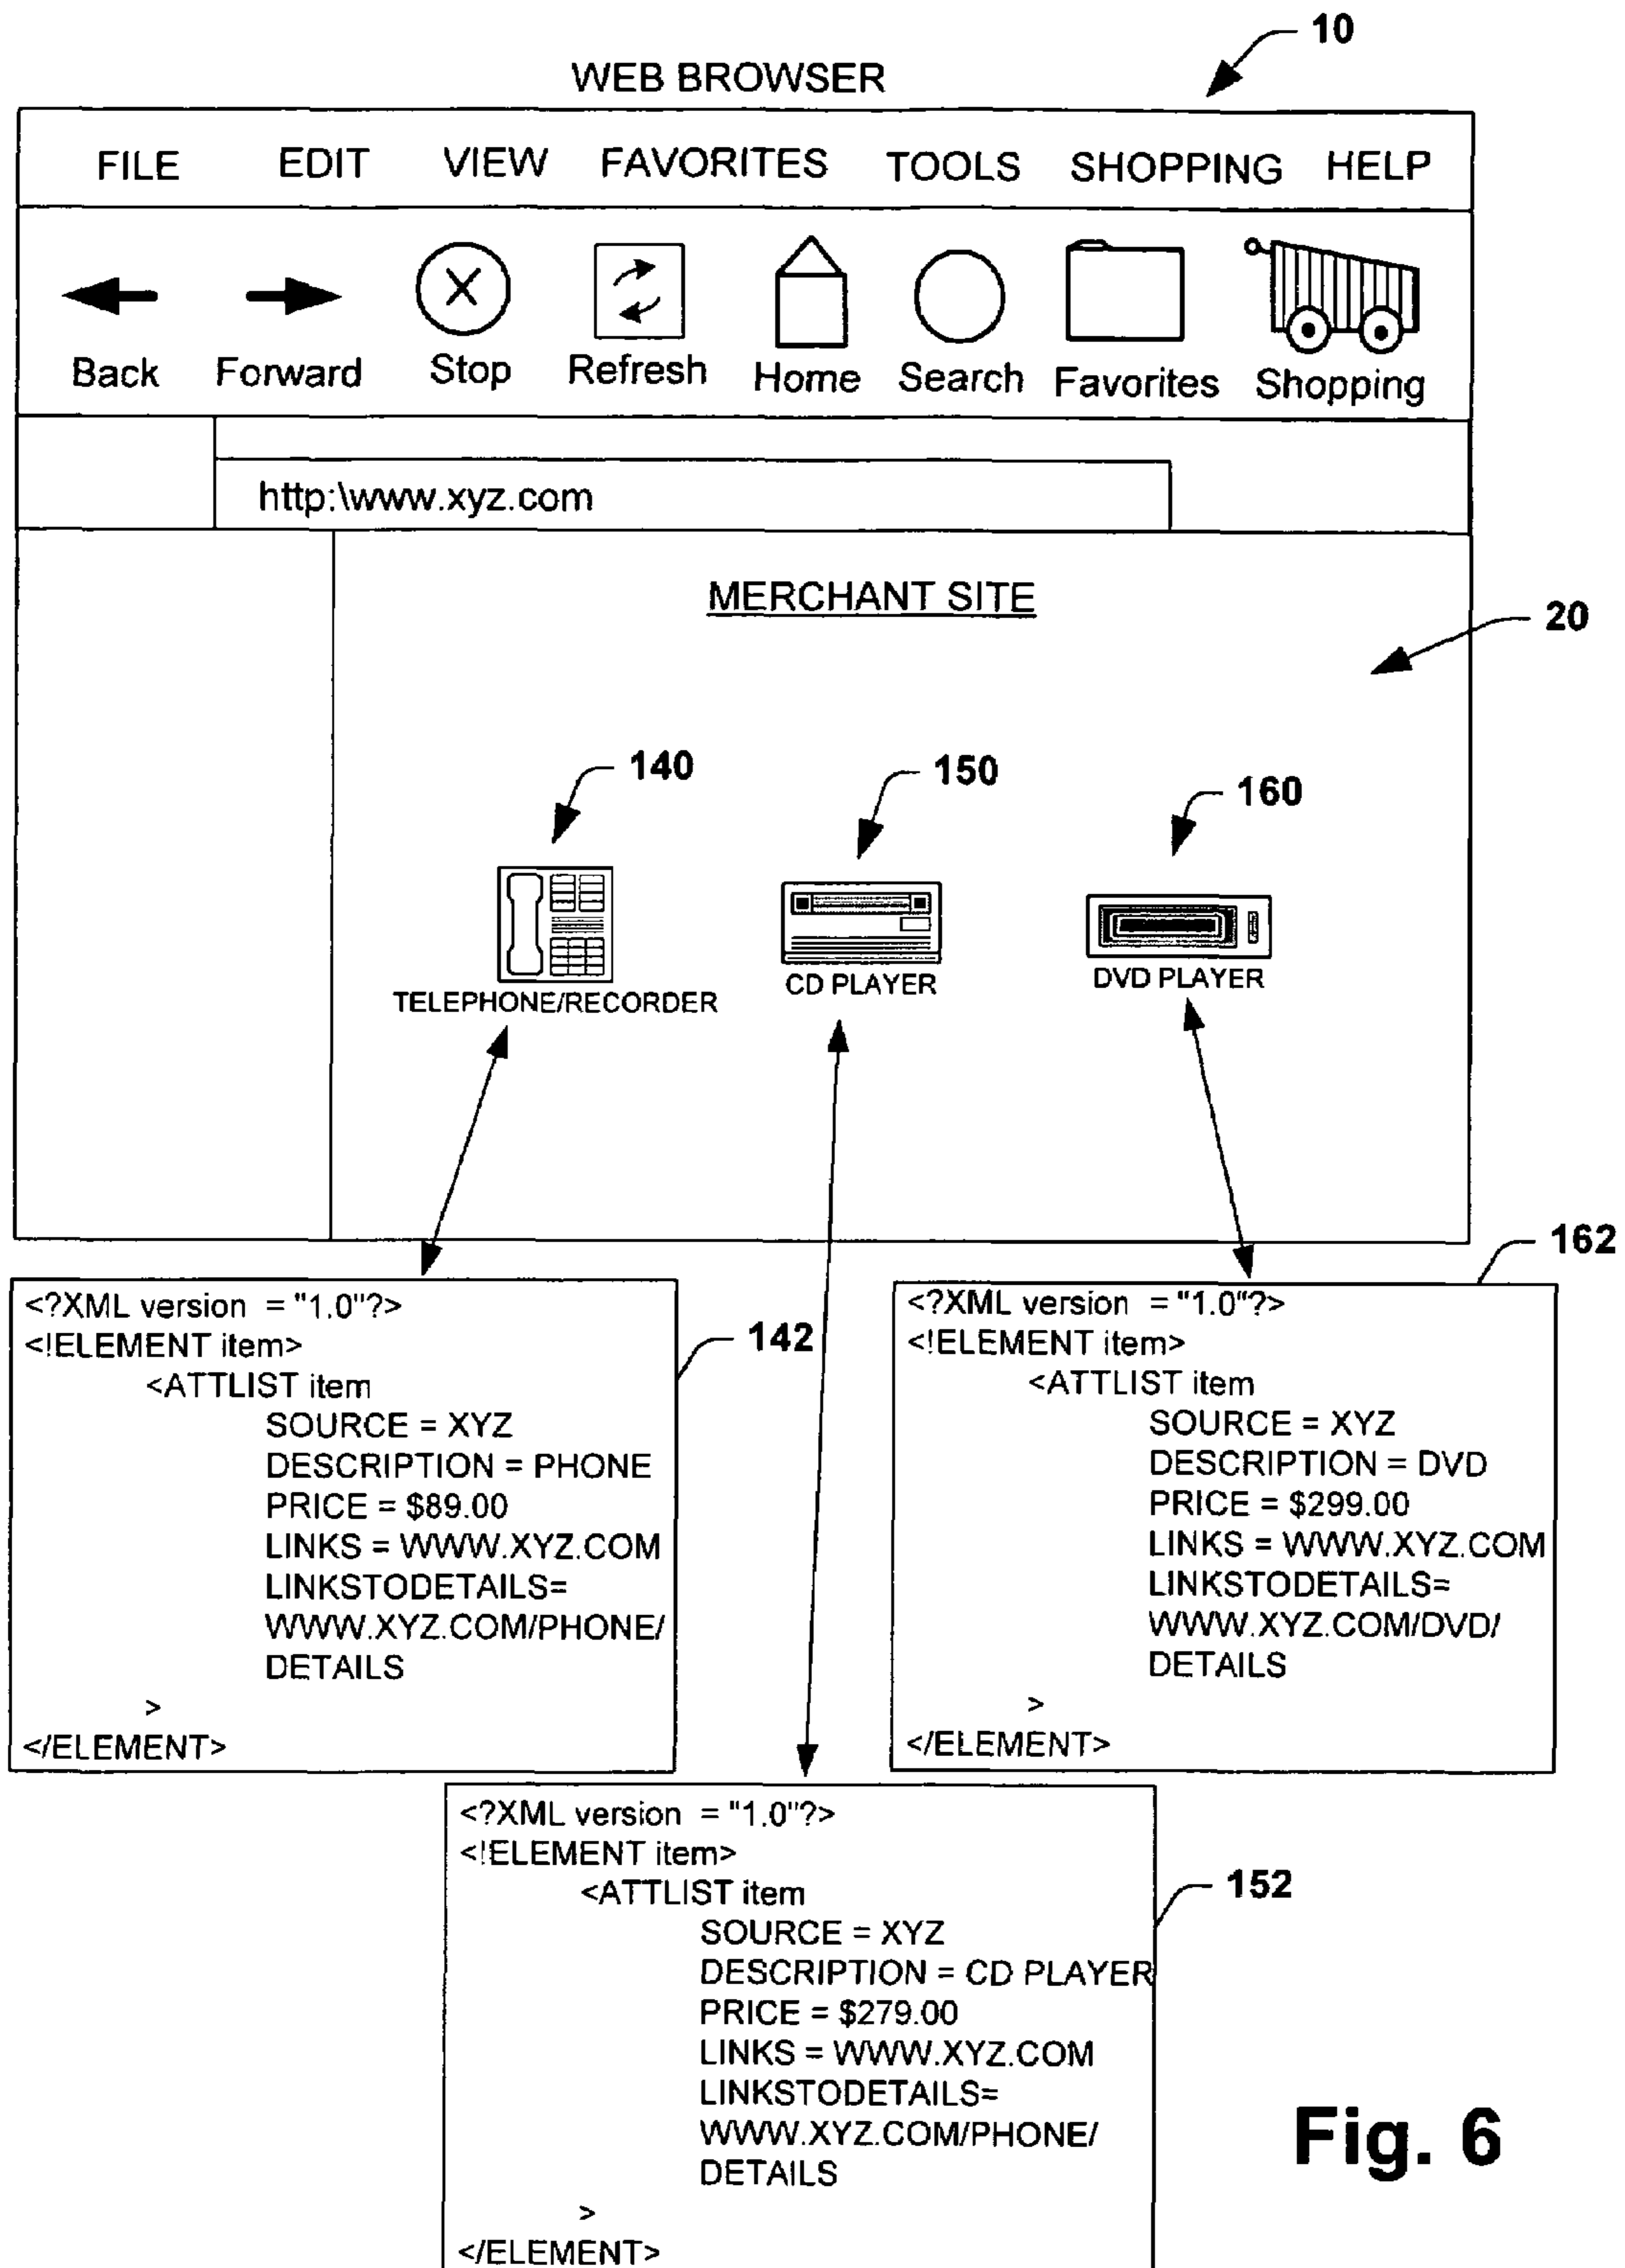 10
WEB BROWSER
FILE EDIT VIEW FAVORITES TOOLS SHOPPING HELP
Back Forward Stop Refresh Home Search Favorites Shopping
http:\www.xyz.com
MERCHANT SITE
20
140 150 160
TELEPHONE/RECORDER CD PLAYER DVD PLAYER
142
<?XML version = "1.0"?>
<!ELEMENT item>
<ATTLIST item
SOURCE = XYZ
DESCRIPTION = PHONE
PRICE = $89.00
LINKS = WWW.XYZ.COM
LINKSTODETAILS=
WWW.XYZ.COM/PHONE/
DETAILS
>
</ELEMENT>
162
<?XML version = "1.0"?>
<!ELEMENT item>
<ATTLIST item
SOURCE = XYZ
DESCRIPTION = DVD
PRICE = $299.00
LINKS = WWW.XYZ.COM
LINKSTODETAILS=
WWW.XYZ.COM/DVD/
DETAILS
>
</ELEMENT>
152
<?XML version = "1.0"?>
<!ELEMENT item>
<ATTLIST item
SOURCE = XYZ
DESCRIPTION = CD PLAYER
PRICE = $279.00
LINKS = WWW.XYZ.COM
LINKSTODETAILS=
WWW.XYZ.COM/PHONE/
DETAILS
>
</ELEMENT>
Fig. 6